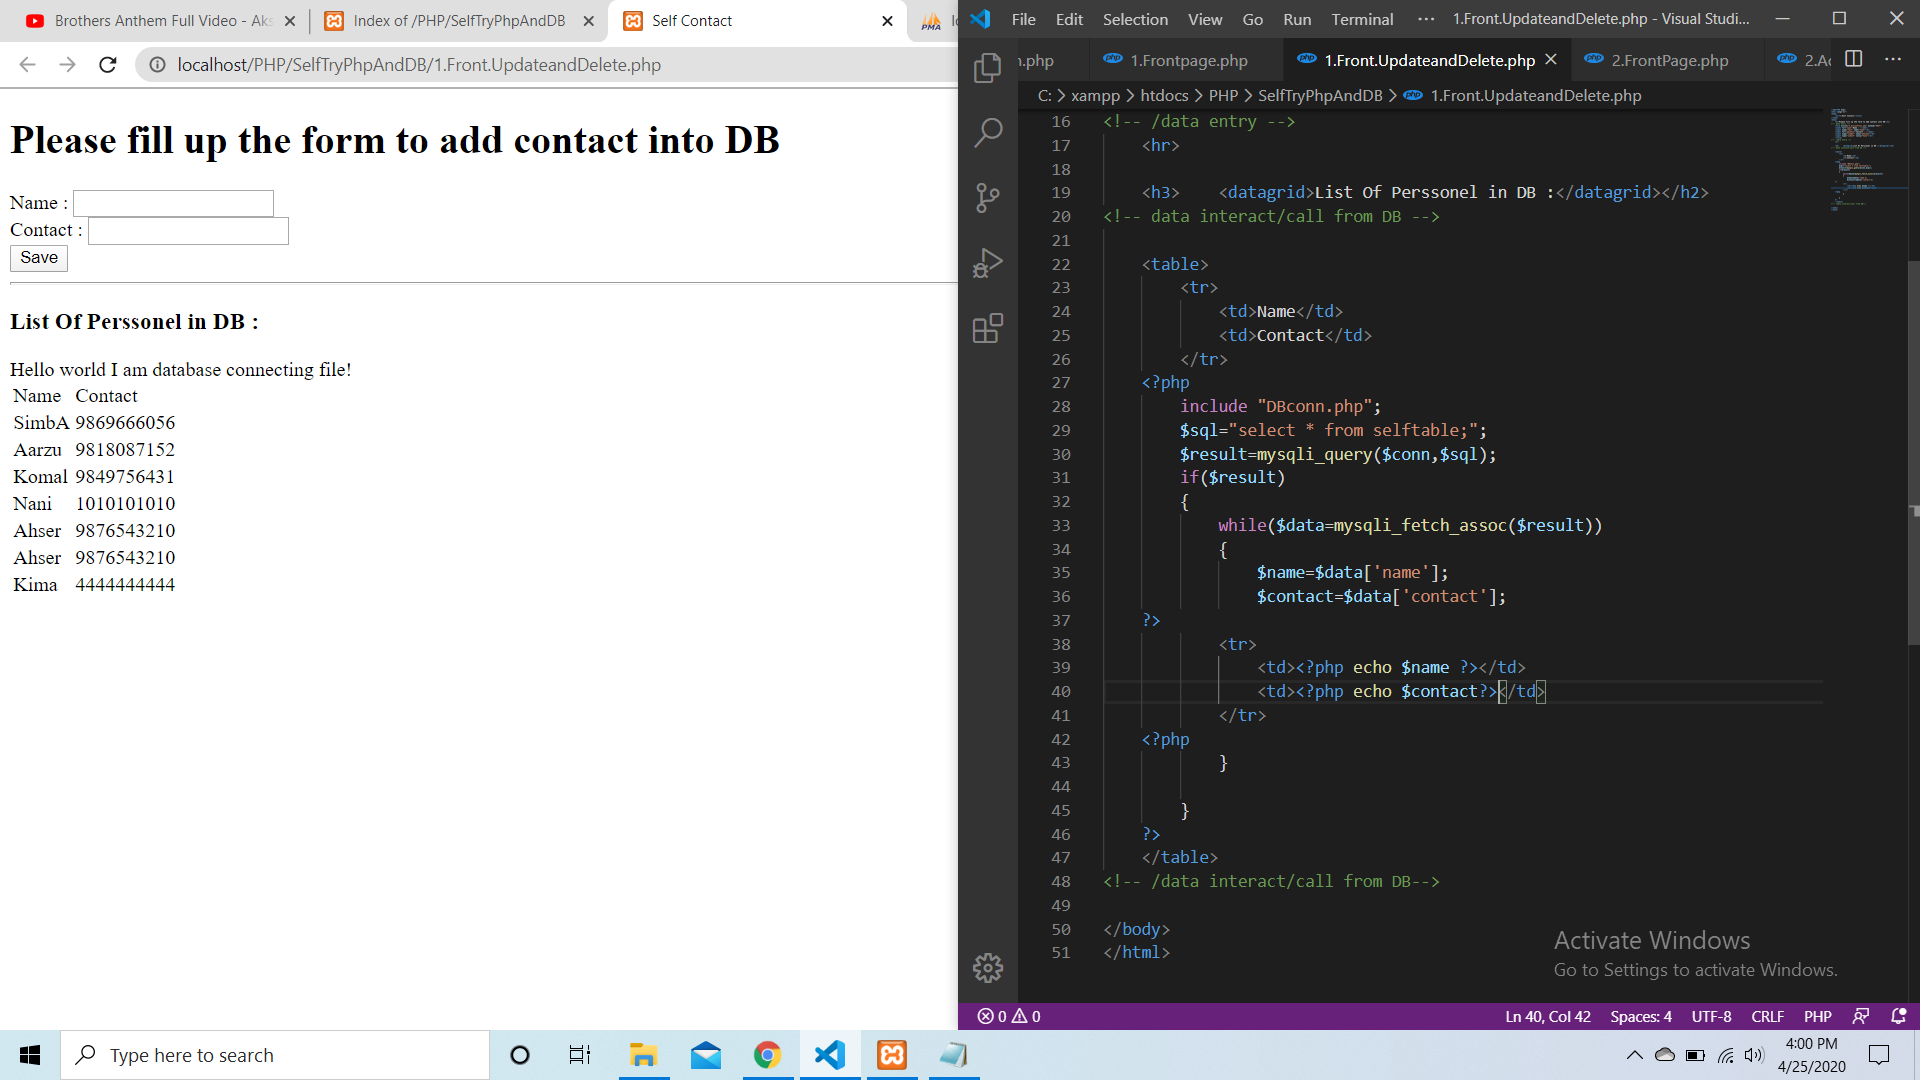 Brothers Anthem Full Video - Aks
Index of /PHP/SelfTryPhpAndDB
Self Contact
PMA
localhost/PHP/SelfTryPhpAndDB/1.Front.UpdateandDelete.php
Please fill up the form to add contact into DB
Name :
Contact :
Save
List Of Perssonel in DB :
Hello world I am database connecting file!
Name Contact
SimbA 9869666056
Aarzu 9818087152
Komal 9849756431
Nani 1010101010
Ahser 9876543210
Ahser 9876543210
Kima 4444444444
File Edit Selection View Go Run Terminal ··· 1.Front.UpdateandDelete.php - Visual Studi...
n.php 1.Frontpage.php 1.Front.UpdateandDelete.php 2.FrontPage.php 2.Ac
C: > xampp > htdocs > PHP > SelfTryPhpAndDB > 1.Front.UpdateandDelete.php
16 <!-- /data entry -->
17 <hr>
18
19 <h3> <datagrid>List Of Perssonel in DB :</datagrid></h2>
20 <!-- data interact/call from DB -->
21
22 <table>
23 <tr>
24 <td>Name</td>
25 <td>Contact</td>
26 </tr>
27 <?php
28 include "DBconn.php";
29 $sql="select * from selftable;";
30 $result=mysqli_query($conn,$sql);
31 if($result)
32 {
33 while($data=mysqli_fetch_assoc($result))
34 {
35 $name=$data['name'];
36 $contact=$data['contact'];
37 ?>
38 <tr>
39 <td><?php echo $name ?></td>
40 <td><?php echo $contact?></td>
41 </tr>
42 <?php
43 }
44
45 }
46 ?>
47 </table>
48 <!-- /data interact/call from DB-->
49
50 </body>
51 </html>
Activate Windows
Go to Settings to activate Windows.
0 0 Ln 40, Col 42 Spaces: 4 UTF-8 CRLF PHP
Type here to search
4:00 PM
4/25/2020